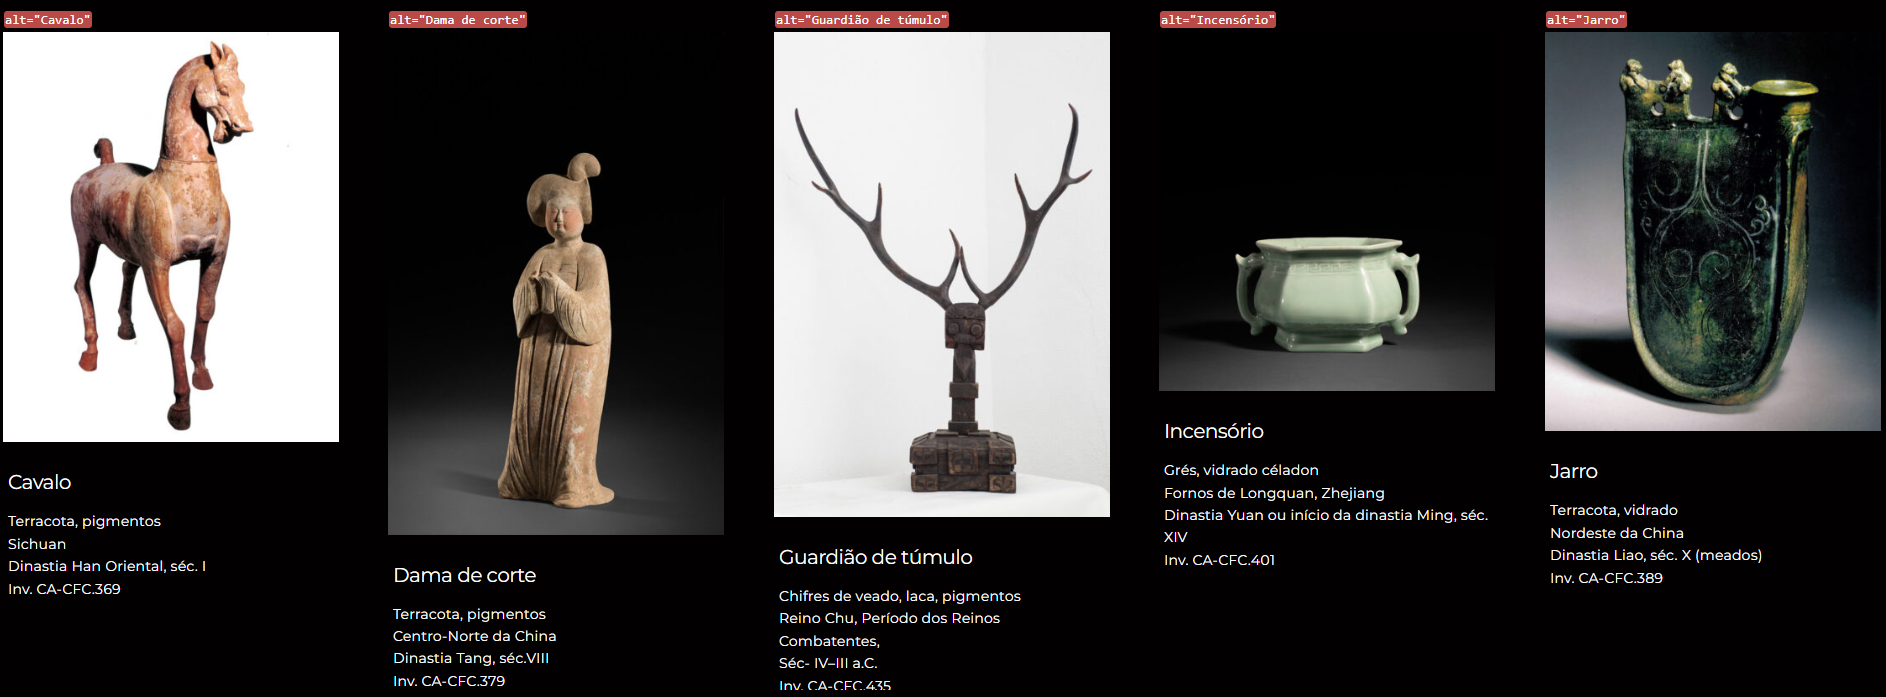 alt="Cavalo"
Cavalo
Terracota, pigmentos
Sichuan
Dinastia Han Oriental, séc. I
Inv. CA-CFC.369
alt="Dama de corte"
Dama de corte
Terracota, pigmentos
Centro-Norte da China
Dinastia Tang, séc.VIII
Inv. CA-CFC.379
alt="Guardião de túmulo"
Guardião de túmulo
Chifres de veado, laca, pigmentos
Reino Chu, Período dos Reinos
Combatentes,
Séc- IV–III a.C.
Inv. CA-CFC.435
alt="Incensório"
Incensório
Grés, vidrado céladon
Fornos de Longquan, Zhejiang
Dinastia Yuan ou início da dinastia Ming, séc.
XIV
Inv. CA-CFC.401
alt="Jarro"
Jarro
Terracota, vidrado
Nordeste da China
Dinastia Liao, séc. X (meados)
Inv. CA-CFC.389